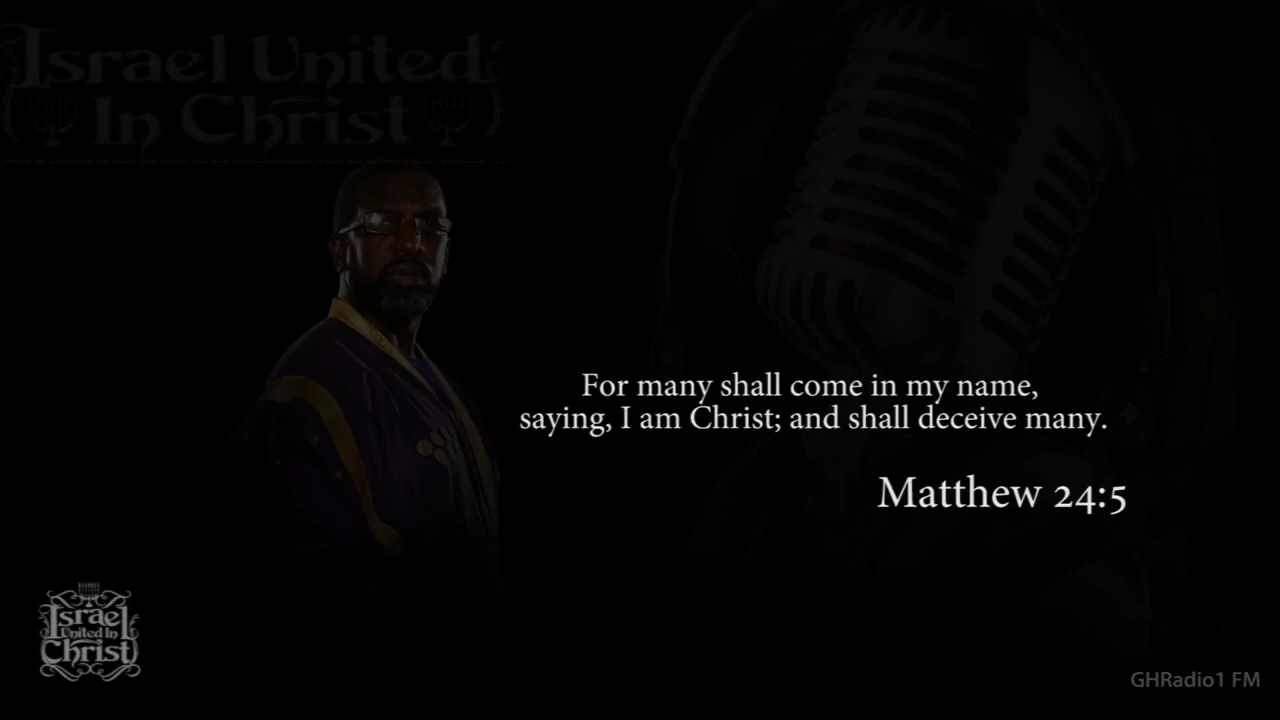 Israel United
In Christ
For many shall come in my name,
saying, I am Christ; and shall deceive many.
Matthew 24:5
Israel
United In
Christ
GHRadio1 FM